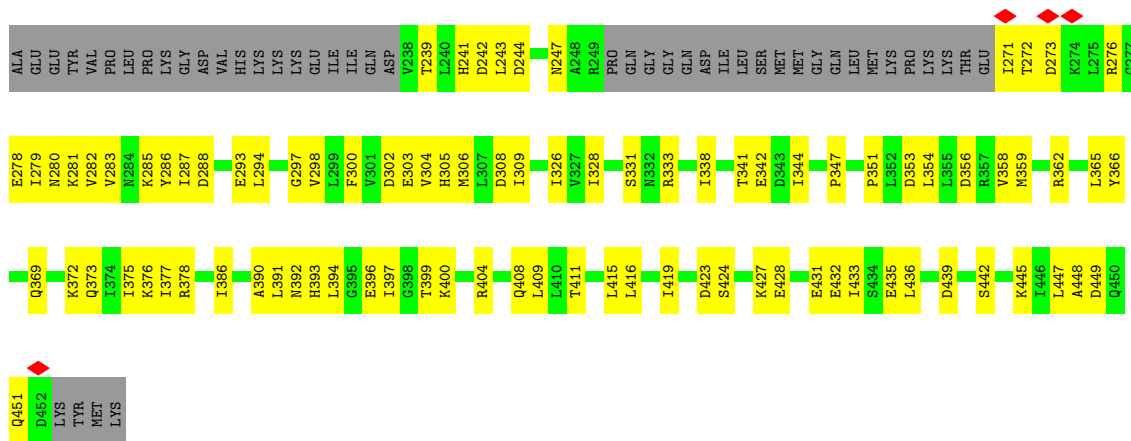 ALA GLU GLU TYR VAL PRO LEU PRO LYS GLY ASP VAL HIS LYS LYS LYS GLU ILE ILE GLN ASP V238 T239 L240 H241 D242 L243 D244 N247 A248 R249 PRO GLN GLY GLY GLN ASP ILE LEU SER MET MET GLY GLN LEU MET LYS PRO LYS LYS THR GLU I271 T272 D273 K274 L275 R276 G277
E278 I279 N280 K281 V282 V283 N284 K285 Y286 I287 D288 E293 L294 G297 V298 L299 F300 V301 D302 E303 V304 H305 M306 L307 D308 I309 I326 V327 I328 S331 N332 R333 I338 T341 E342 D343 I344 P347 P351 L352 D353 L354 L355 D356 R357 V358 M359 R362 L365 Y366
Q369 K372 Q373 I374 I375 K376 I377 R378 I386 A390 L391 N392 H393 L394 G395 E396 I397 G398 T399 K400 R404 Q408 L409 L410 T411 L415 L416 I419 D423 S424 K427 E428 E431 E432 I433 S434 E435 L436 D439 S442 K445 I446 L447 A448 D449 Q450
Q451 D452 LYS TYR MET LYS